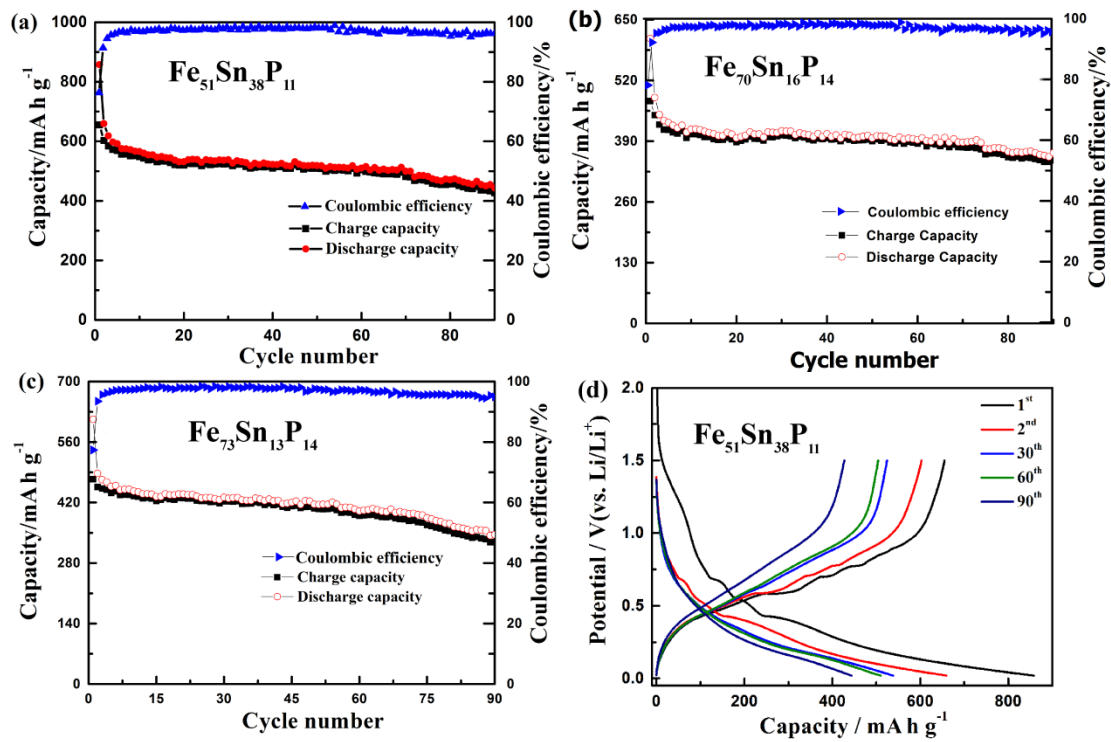 (a)
Fe51Sn38P11
Capacity/mA h g-1
1000
800
600
400
200
0
Coulombic efficiency/%
100
80
60
40
20
0
Coulombic efficiency
Charge capacity
Discharge capacity
0 20 40 60 80
Cycle number
(b)
Fe70Sn16P14
Capacity/mA h g-1
650
520
390
260
130
0
Coulombic efficiency/%
100
80
60
40
20
0
Coulombic efficiency
Charge Capacity
Discharge Capacity
0 20 40 60 80
Cycle number
(c)
Fe73Sn13P14
Capacity/mA h g-1
700
560
420
280
140
0
Coulombic efficiency/%
100
80
60
40
20
0
Coulombic efficiency
Charge capacity
Discharge capacity
0 15 30 45 60 75 90
Cycle number
(d)
Fe51Sn38P11
Potential / V(vs. Li/Li+)
2.0
1.5
1.0
0.5
0.0
1st
2nd
30th
60th
90th
0 200 400 600 800
Capacity / mA h g-1